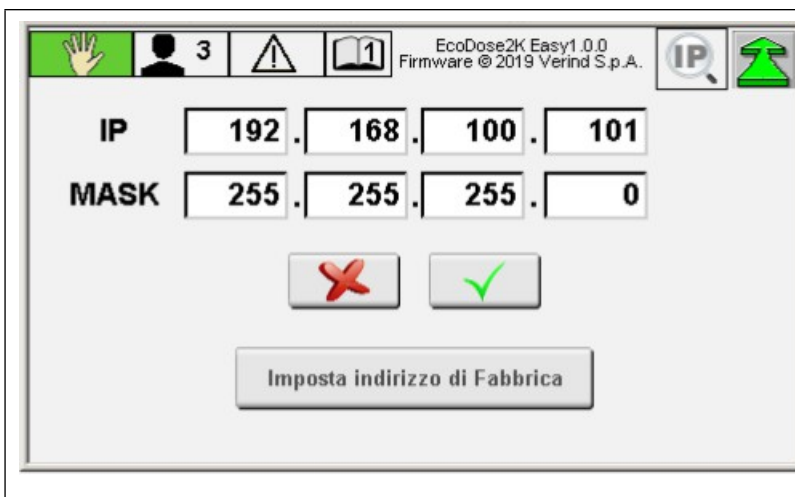 3
1
EcoDose2K Easy1.0.0
Firmware © 2019 Verind S.p.A.
IP
IP 192 . 168 . 100 . 101
MASK 255 . 255 . 255 . 0
Imposta indirizzo di Fabbrica